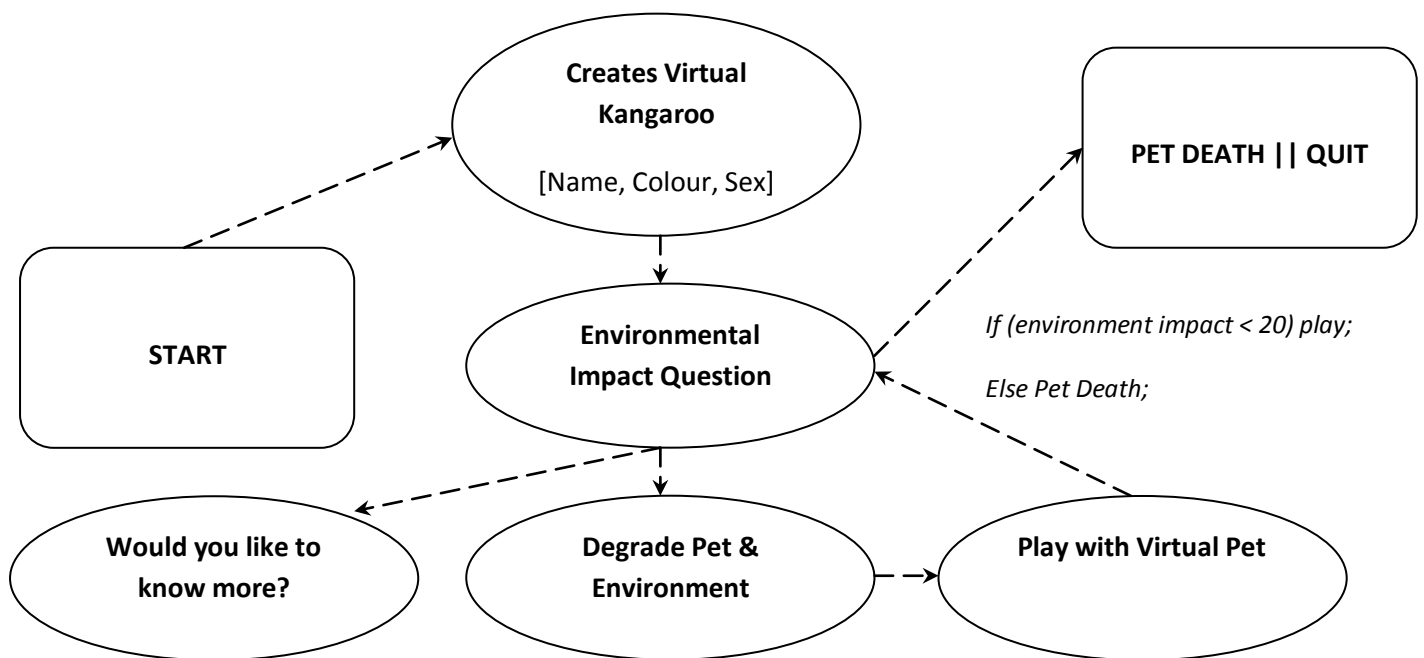 Creates Virtual
Kangaroo
[Name, Colour, Sex]
PET DEATH || QUIT
START
Environmental
Impact Question
If (environment impact < 20) play;
Else Pet Death;
Would you like to
know more?
Degrade Pet &
Environment
Play with Virtual Pet